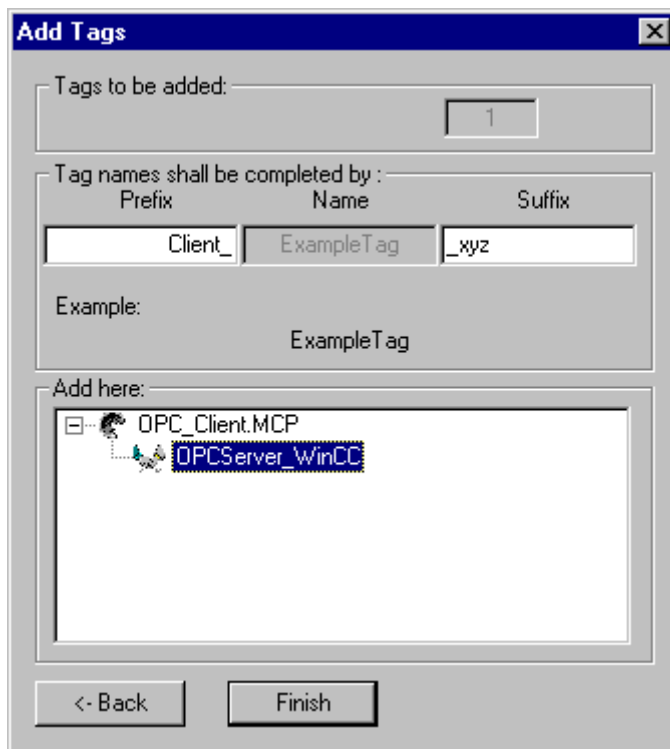 Add Tags
Tags to be added:
1
Tag names shall be completed by :
Prefix Name Suffix
Client_ ExampleTag _xyz
Example:
ExampleTag
Add here:
OPC_Client.MCP
OPCServer_WinCC
<- Back Finish